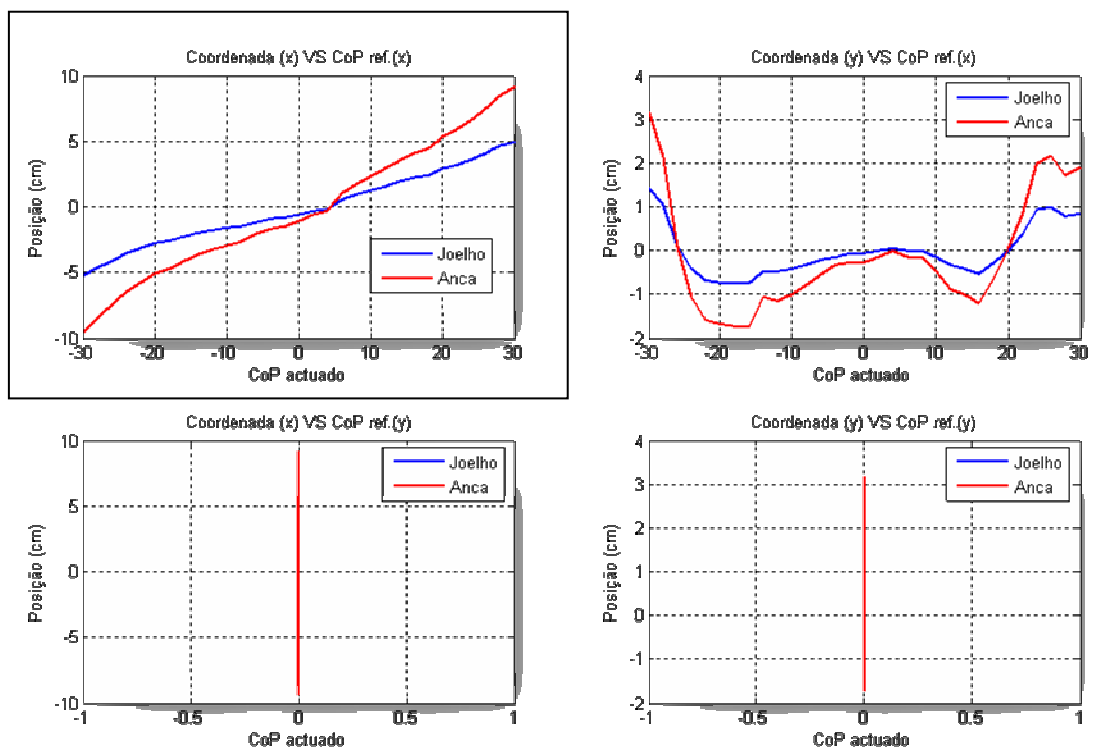 Coordenada (x) VS CoP ref.(x)
10
5
0
-5
-10
-30
-20
-10
0
10
20
30
Posição (cm)
CoP actuado
Joelho
Anca
Coordenada (y) VS CoP ref.(x)
4
3
2
1
0
-1
-2
-30
-20
-10
0
10
20
30
Posição (cm)
CoP actuado
Joelho
Anca
Coordenada (x) VS CoP ref.(y)
10
5
0
-5
-10
-1
-0.5
0
0.5
1
Posição (cm)
CoP actuado
Joelho
Anca
Coordenada (y) VS CoP ref.(y)
4
3
2
1
0
-1
-2
-1
-0.5
0
0.5
1
Posição (cm)
CoP actuado
Joelho
Anca